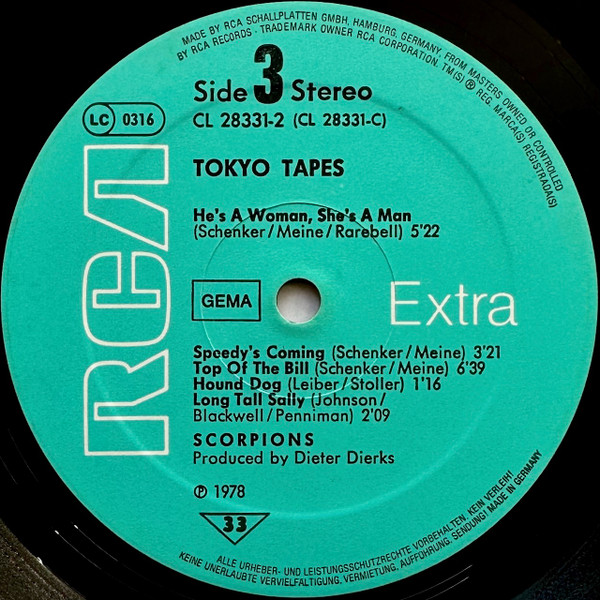 MADE BY RCA SCHALLPLATTEN GMBH, HAMBURG, GERMANY, FROM MASTERS OWNED OR CONTROLLED
BY RCA RECORDS · TRADEMARK OWNER RCA CORPORATION. TM(S) ® REG. MARCA(S) REGISTRADA(S)
Side 3 Stereo
CL 28331-2 (CL 28331-C)
LC 0316
TOKYO TAPES
RCA
He's A Woman, She's A Man
(Schenker/Meine/Rarebell) 5'22
GEMA
Extra
Speedy's Coming (Schenker/Meine) 3'21
Top Of The Bill (Schenker/Meine) 6'39
Hound Dog (Leiber/Stoller) 1'16
Long Tall Sally (Johnson/
Blackwell/Penniman) 2'09
SCORPIONS
Produced by Dieter Dierks
℗ 1978
33
ALLE URHEBER- UND LEISTUNGSSCHUTZRECHTE VORBEHALTEN. KEIN VERLEIH!
KEINE UNERLAUBTE VERVIELFÄLTIGUNG, VERMIETUNG, AUFFÜHRUNG, SENDUNG! MADE IN GERMANY